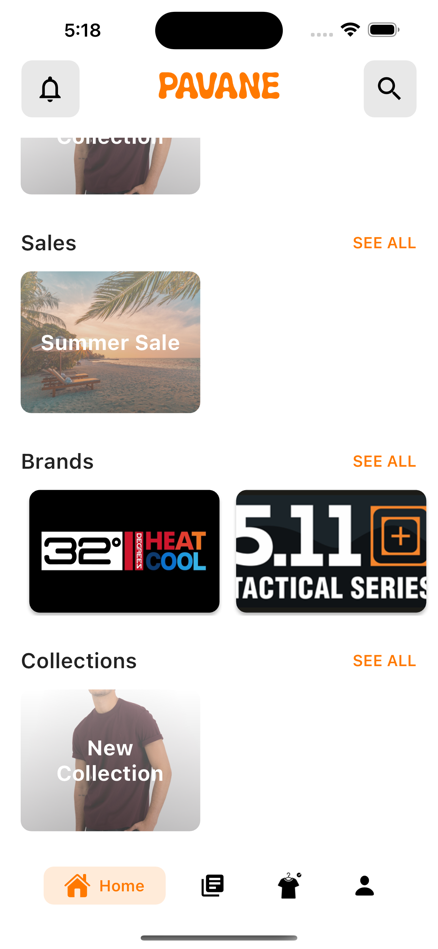 5:18
PAVANE
Collection
Sales
SEE ALL
Summer Sale
Brands
SEE ALL
32°
DEGREES
HEAT
COOL
5.11
TACTICAL SERIES
Collections
SEE ALL
New
Collection
Home